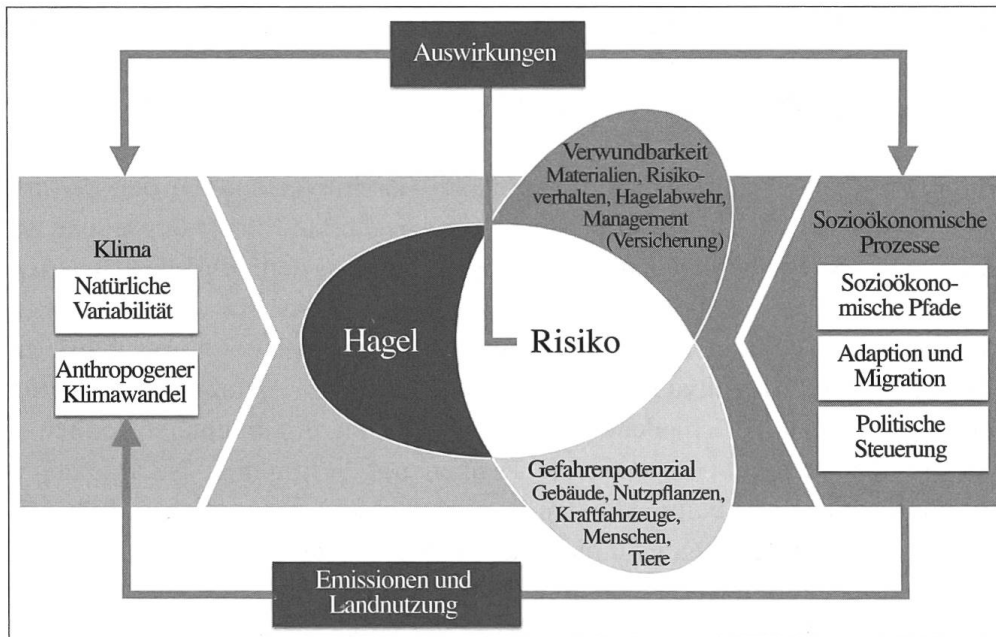 Auswirkungen
Verwundbarkeit
Materialien, Risiko-
verhalten, Hagelabwehr,
Management
(Versicherung)
Klima
Natürliche
Variabilität
Anthropogener
Klimawandel
Hagel
Risiko
Sozioökonomische
Prozesse
Sozioökono-
mische Pfade
Adaption und
Migration
Politische
Steuerung
Gefahrenpotenzial
Gebäude, Nutzpflanzen,
Kraftfahrzeuge,
Menschen,
Tiere
Emissionen und
Landnutzung